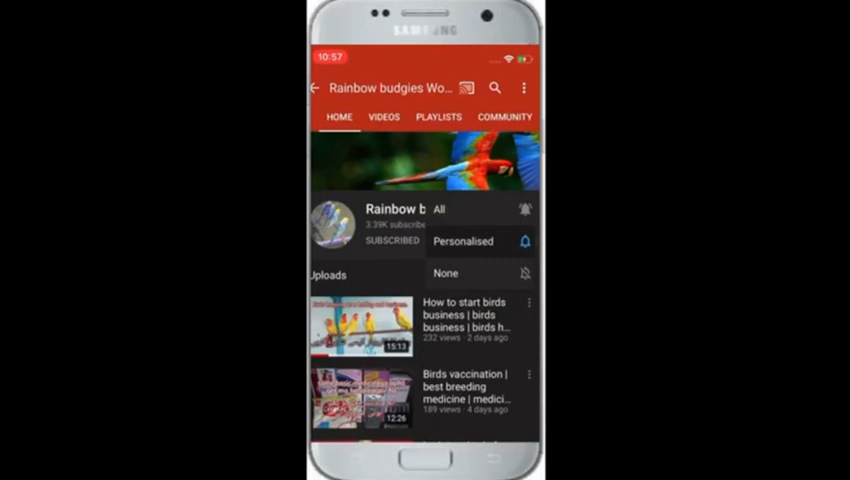 SAMSUNG
10:57
Rainbow budgies Wo...
HOME VIDEOS PLAYLISTS COMMUNITY
Rainbow b
All
3.39K subscribe
SUBSCRIBED
Personalised
None
Uploads
How to start birds
business | birds
business | birds h...
232 views · 2 days ago
15:13
Birds vaccination |
best breeding
medicine | medici...
189 views · 4 days ago
12:26